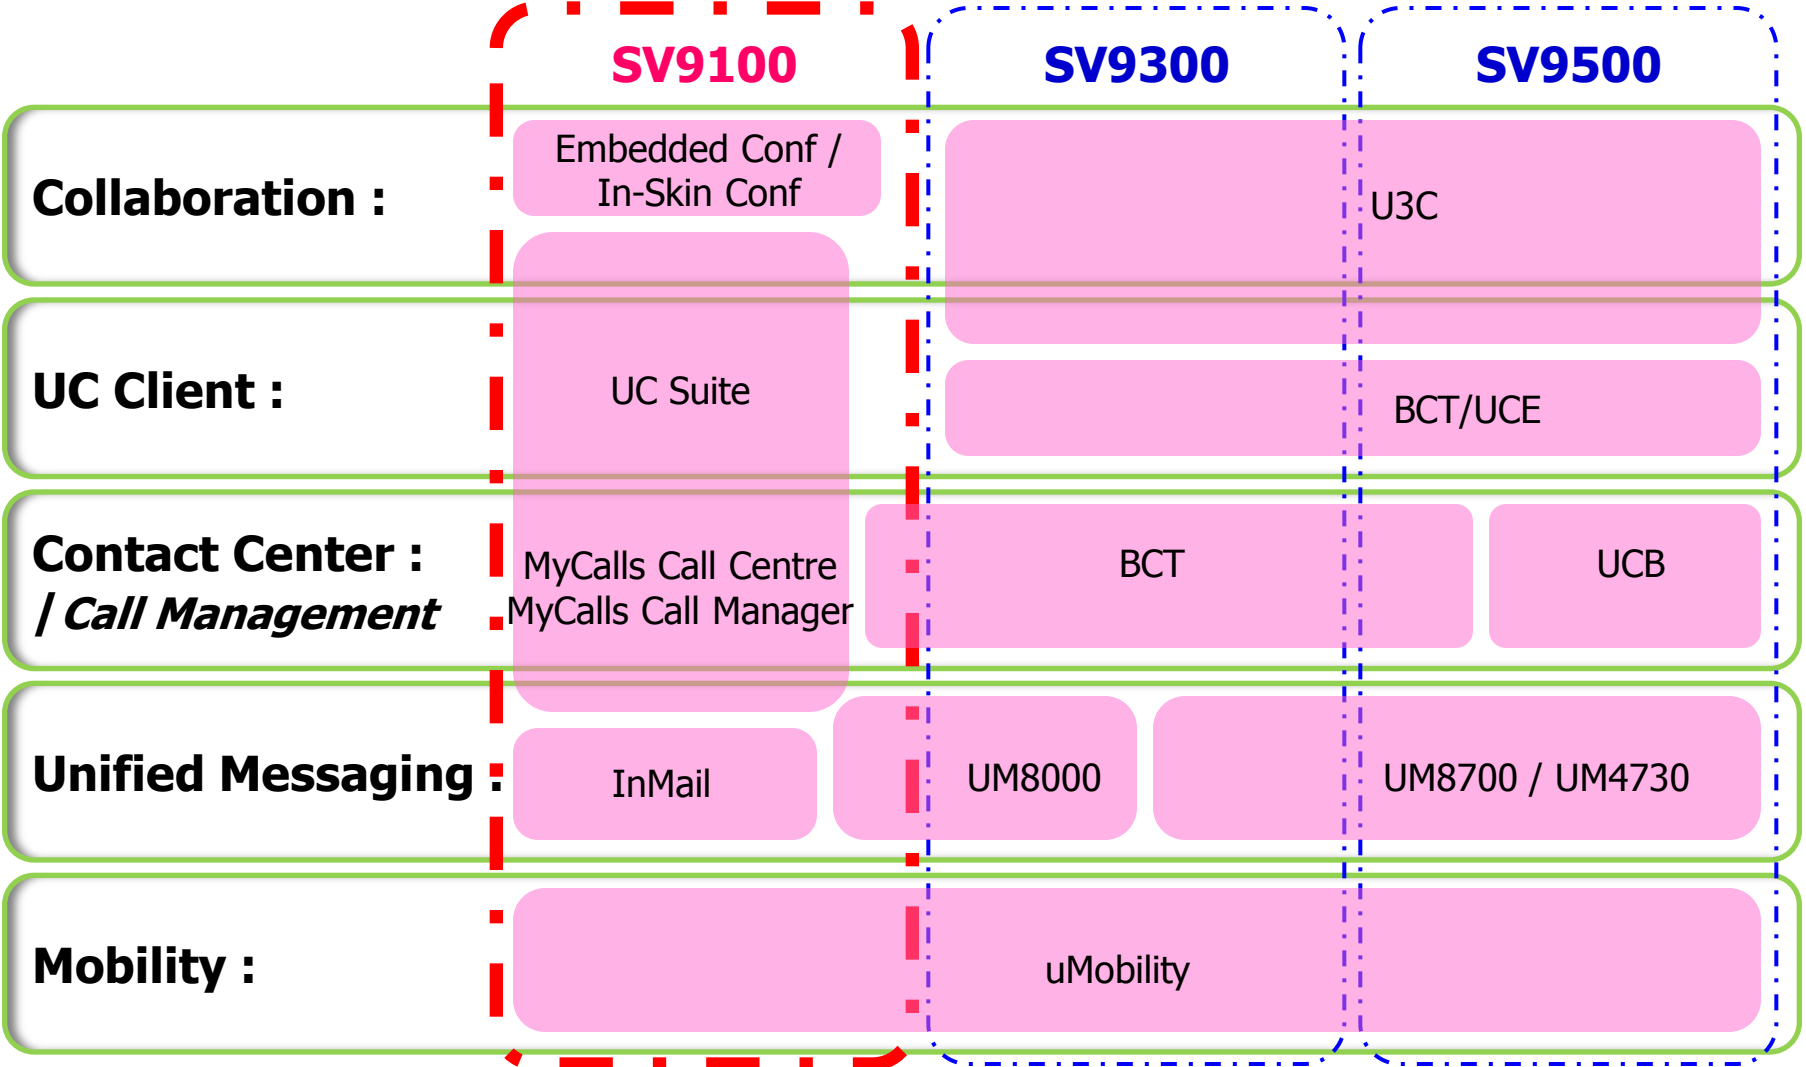 SV9100 SV9300 SV9500
Collaboration :
Embedded Conf /
In-Skin Conf
U3C
UC Client :
UC Suite
BCT/UCE
Contact Center :
/ Call Management
MyCalls Call Centre
MyCalls Call Manager
BCT
UCB
Unified Messaging :
InMail
UM8000
UM8700 / UM4730
Mobility :
uMobility